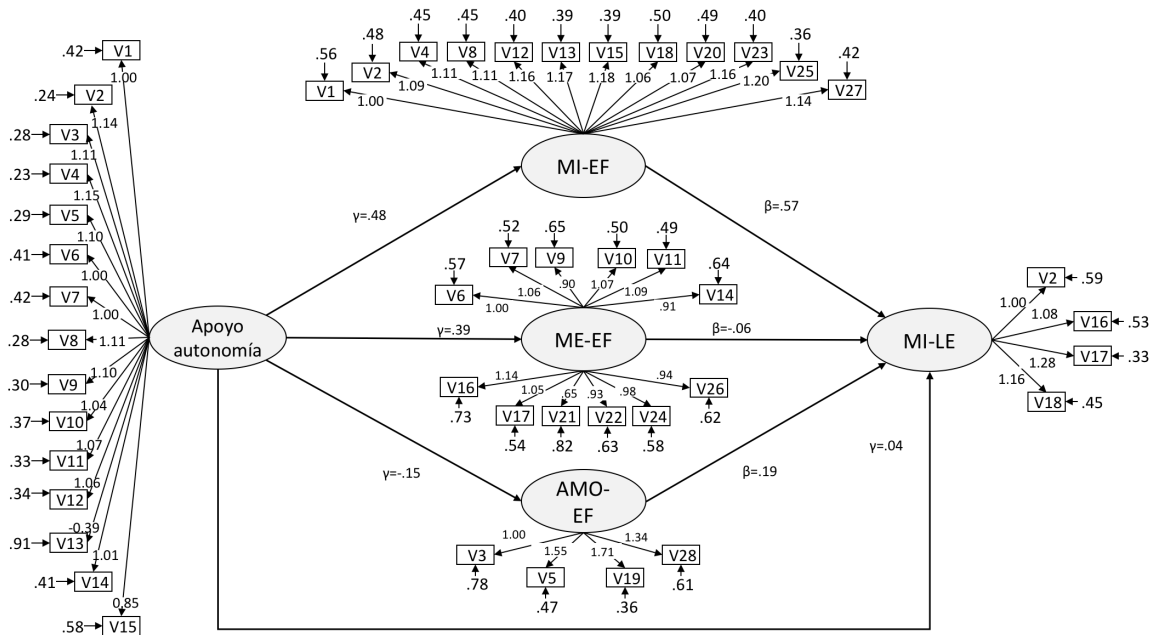 .42 V1
1.00
.24 V2
1.14
.28 V3
1.11
.23 V4
1.15
.29 V5
1.10
.41 V6
1.00
.42 V7
1.00
.28 V8 1.11
.30 V9
1.10
.37 V10
1.04
.33 V11
1.07
.34 V12
1.06
.91 V13
-0.39
.41 V14
1.01
.58 V15
0.85
Apoyo
autonomía
.56 .48 .45 .45 .40 .39 .39 .50 .49 .40 .36 .42
V1 V2 V4 V8 V12 V13 V15 V18 V20 V23 V25 V27
1.00 1.09 1.11 1.11 1.16 1.17 1.18 1.06 1.07 1.16 1.20 1.14
MI-EF
γ=.48
β=.57
.57 .52 .65 .50 .49 .64
V6 V7 V9 V10 V11 V14
1.00 1.06 .90 1.07 1.09 .91
γ=.39
ME-EF
β=-.06
1.14 1.05 .65 .93 .98 .94
V16 V17 V21 V22 V24 V26
.73 .54 .82 .63 .58 .62
γ=-.15
AMO-
EF
β=.19
γ=.04
1.00 1.55 1.71 1.34
V3 V5 V19 V28
.78 .47 .36 .61
MI-LE
1.00 V2 .59
1.08 V16 .53
1.28 V17 .33
1.16 V18 .45